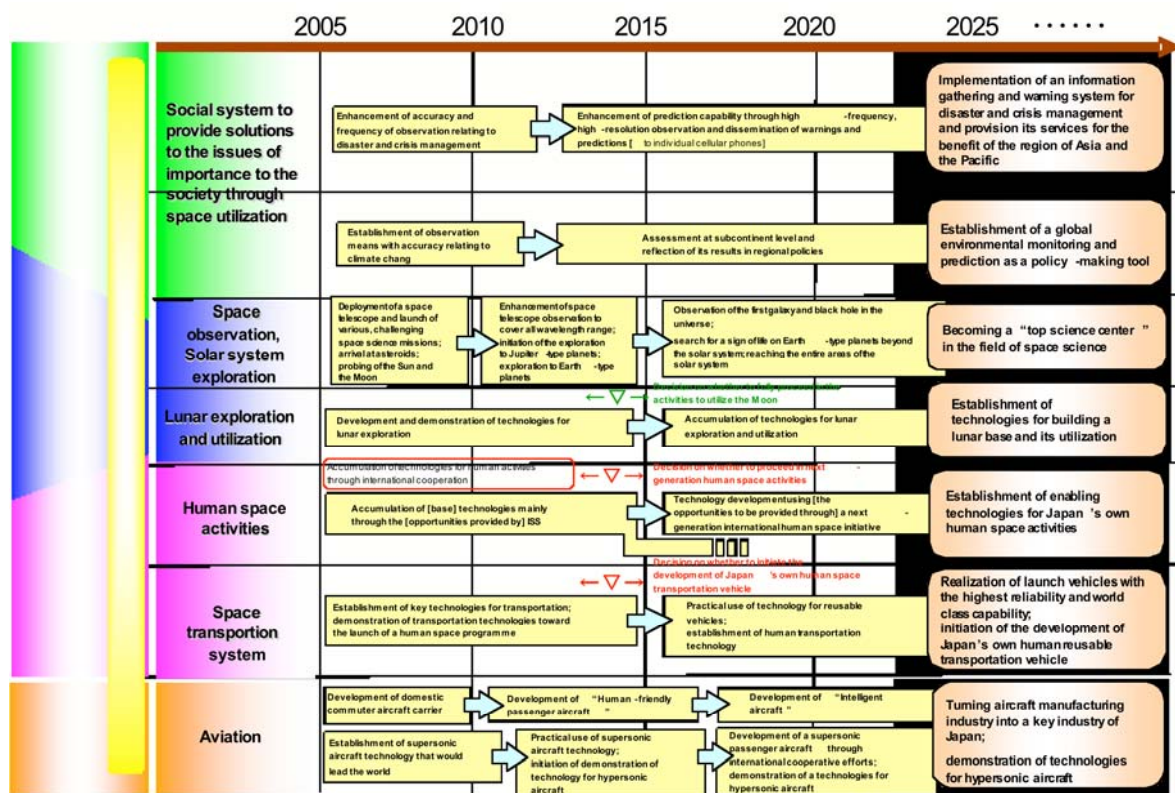 2005 2010 2015 2020 2025 ······
Social system to
provide solutions
to the issues of
importance to the
society through
space utilization
Enhancement of accuracy and
frequency of observation relating to
disaster and crisis management
Enhancement of prediction capability through high -frequency,
high -resolution observation and dissemination of warnings and
predictions [ to individual cellular phones]
Implementation of an information
gathering and warning system for
disaster and crisis management
and provision its services for the
benefit of the region of Asia and
the Pacific
Establishment of observation
means with accuracy relating to
climate chang
Assessment at subcontinent level and
reflection of its results in regional policies
Establishment of a global
environmental monitoring and
prediction as a policy -making tool
Space
observation,
Solar system
exploration
Deployment of a space
telescope and launch of
various, challenging
space science missions;
arrival at asteroids;
probing of the Sun and
the Moon
Enhancement of space
telescope observation to
cover all wavelength range;
initiation of the exploration
to Jupiter -type planets;
exploration to Earth -type
planets
Observation of the first galaxy and black hole in the
universe;
search for a sign of life on Earth -type planets beyond
the solar system; reaching the entire areas of the
solar system
Becoming a “top science center ”
in the field of space science
Lunar exploration
and utilization
Decision on whether to fully proceed in the
activities to utilize the Moon
Development and demonstration of technologies for
lunar exploration
Accumulation of technologies for lunar
exploration and utilization
Establishment of
technologies for building a
lunar base and its utilization
Human space
activities
Accumulation of technologies for human activities
through international cooperation
Decision on whether to proceed in next -
generation human space activities
Accumulation of [base] technologies mainly
through the [opportunities provided by] ISS
Technology development using [the
opportunities to be provided through] a next -
generation international human space initiative
Establishment of enabling
technologies for Japan ’s own
human space activities
Space
transportion
system
Decision on whether to initiate the
development of Japan ’s own human space
transportation vehicle
Establishment of key technologies for transportation;
demonstration of transportation technologies toward
the launch of a human space programme
Practical use of technology for reusable
vehicles;
establishment of human transportation
technology
Realization of launch vehicles with
the highest reliability and world
class capability;
initiation of the development of
Japan’s own human reusable
transportation vehicle
Aviation
Development of domestic
commuter aircraft carrier
Development of “Human -friendly
passenger aircraft ”
Development of “Intelligent
aircraft ”
Establishment of supersonic
aircraft technology that would
lead the world
Practical use of supersonic
aircraft technology;
initiation of demonstration of
technology for hypersonic
aircraft
Development of a supersonic
passenger aircraft through
international cooperative efforts;
demonstration of a technologies for
hypersonic aircraft
Turning aircraft manufacturing
industry into a key industry of
Japan;
demonstration of technologies
for hypersonic aircraft